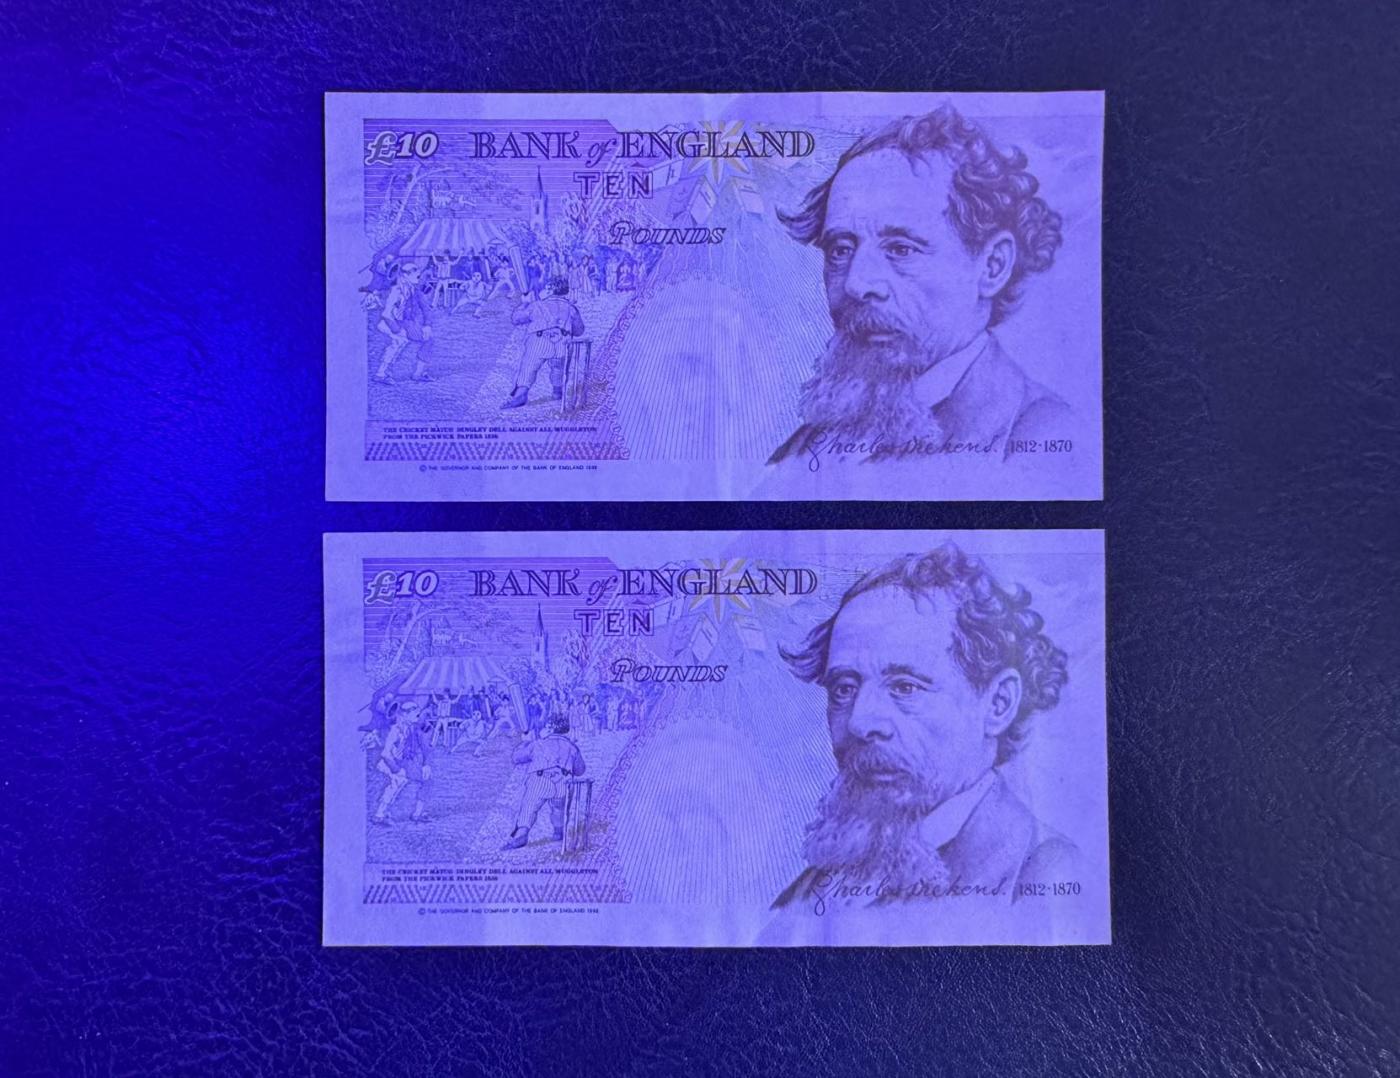 £10 BANK of ENGLAND
TEN
POUNDS
THE CRICKET MATCH DINGLEY DELL AGAINST ALL MUGGLETON
FROM THE PICKWICK PAPERS 1836
Charles Dickens. 1812-1870
© THE GOVERNOR AND COMPANY OF THE BANK OF ENGLAND 1992
£10 BANK of ENGLAND
TEN
POUNDS
THE CRICKET MATCH DINGLEY DELL AGAINST ALL MUGGLETON
FROM THE PICKWICK PAPERS 1836
Charles Dickens. 1812-1870
© THE GOVERNOR AND COMPANY OF THE BANK OF ENGLAND